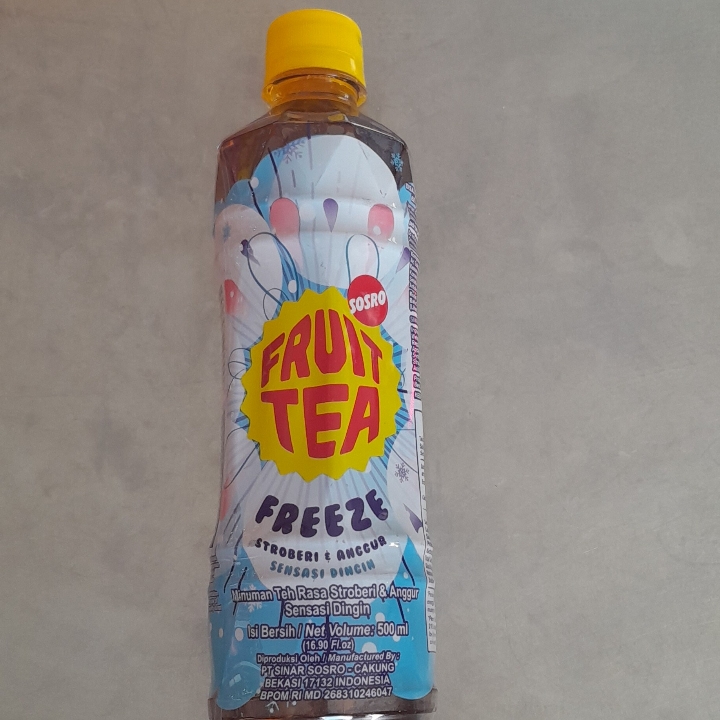 SOSRO
FRUIT
TEA
FREEZE
STROBERI & ANGGUR
SENSASI DINGIN
Minuman Teh Rasa Stroberi & Anggur
Sensasi Dingin
Isi Bersih / Net Volume: 500 ml
(16.90 Fl.oz)
Diproduksi Oleh / Manufactured By :
PT SINAR SOSRO - CAKUNG
BEKASI 17132 INDONESIA
BPOM RI MD 268310246047